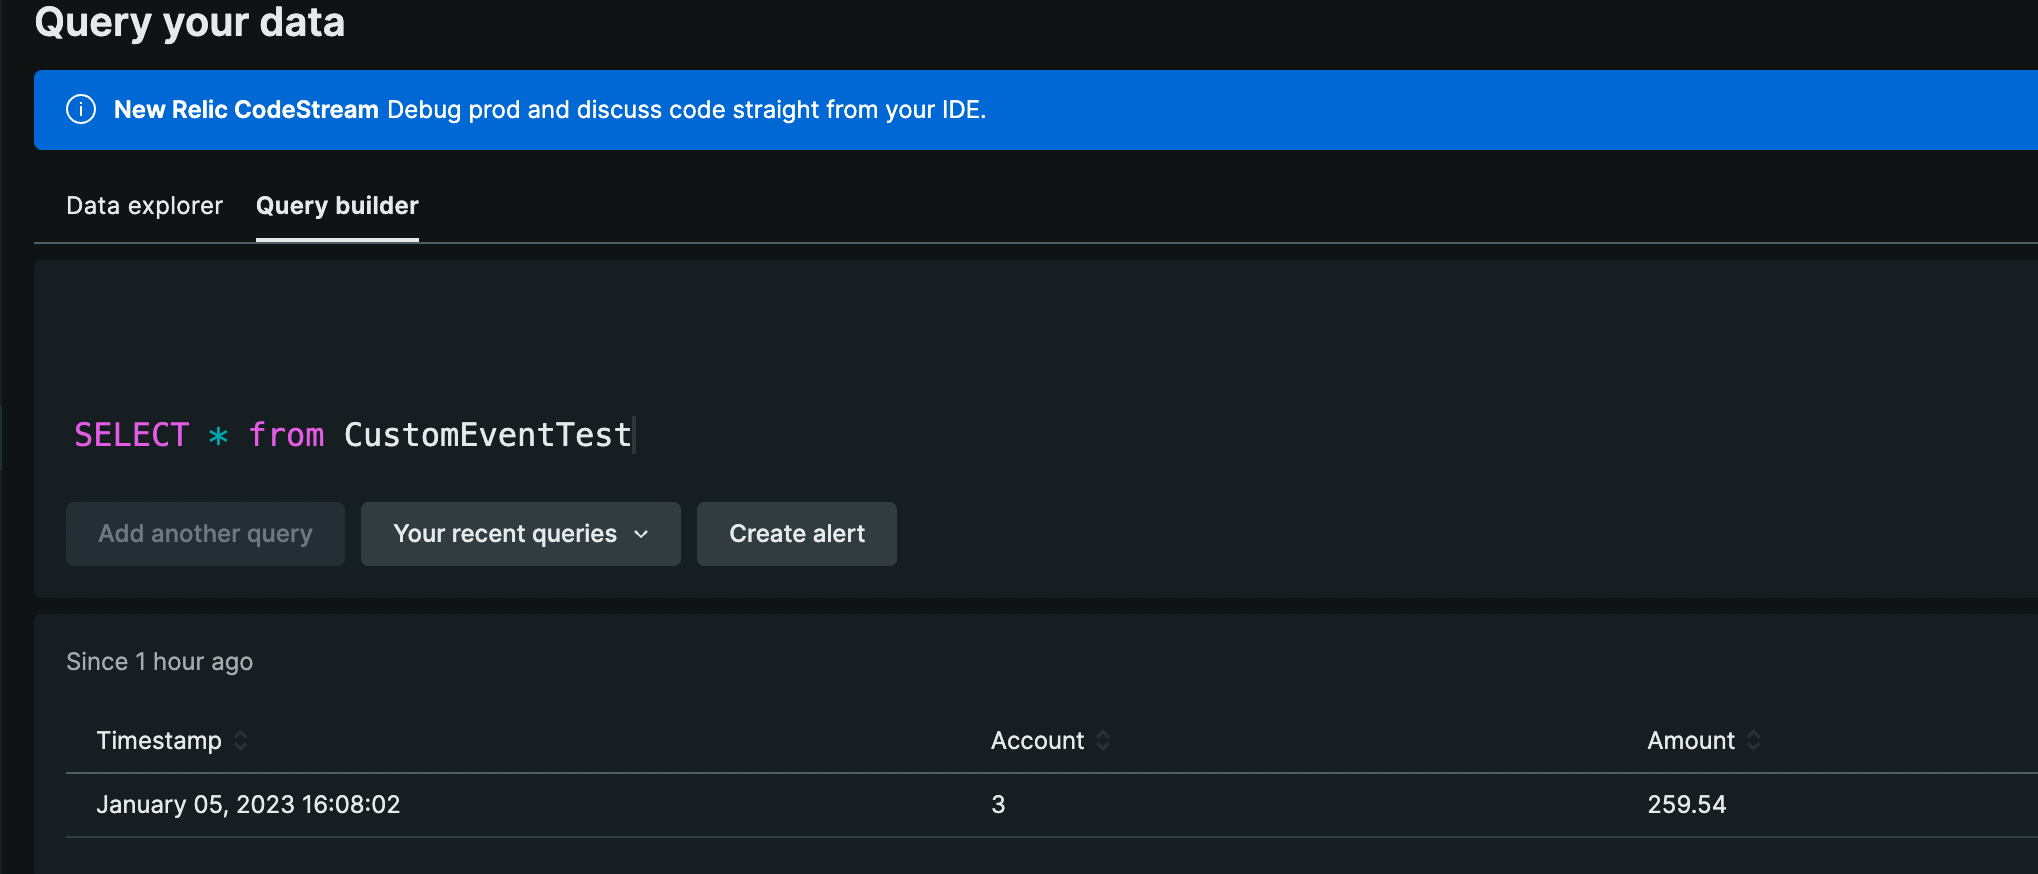 Query your data
New Relic CodeStream Debug prod and discuss code straight from your IDE.
Data explorer Query builder
SELECT * from CustomEventTest
Add another query Your recent queries Create alert
Since 1 hour ago
Timestamp Account Amount
January 05, 2023 16:08:02 3 259.54